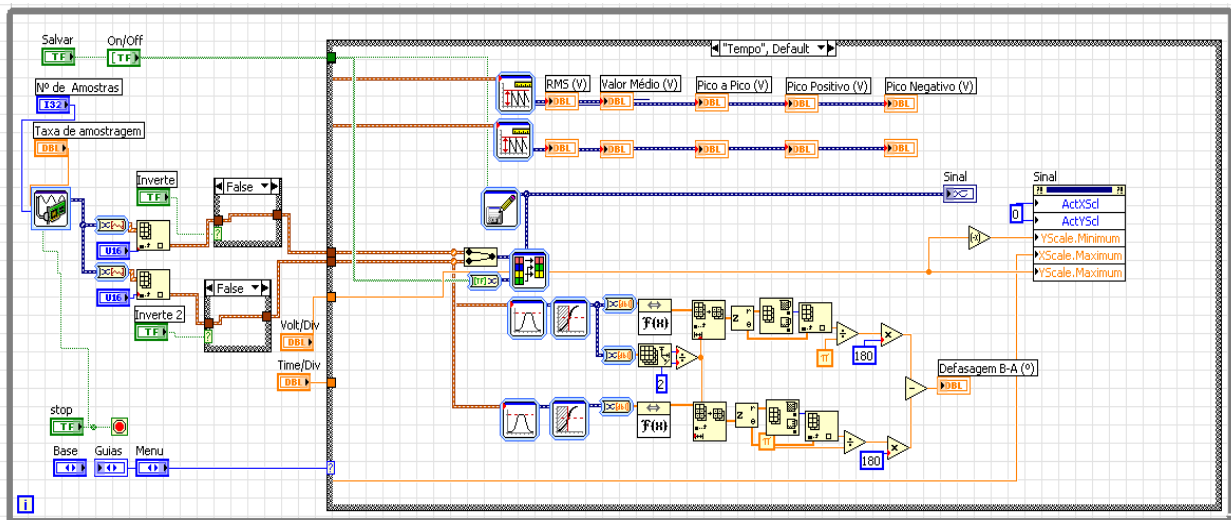 Salvar
On/Off
TF
TF
"Tempo", Default
Nº de Amostras
I32
Taxa de amostragem
DBL
RMS (V)
Valor Médio (V)
Pico a Pico (V)
Pico Positivo (V)
Pico Negativo (V)
DBL
DBL
DBL
DBL
DBL
DBL
DBL
DBL
DBL
DBL
Inverte
TF
False
Sinal
Sinal
ActXScl
0
ActYScl
YScale.Minimum
XScale.Maximum
YScale.Maximum
U16
U16
False
Inverte 2
TF
Volt/Div
DBL
Time/Div
DBL
F(x)
Z
r
θ
π
180
2
Defasagem B-A (º)
DBL
F(x)
Z
r
θ
π
180
stop
TF
Base
Guias
Menu
i